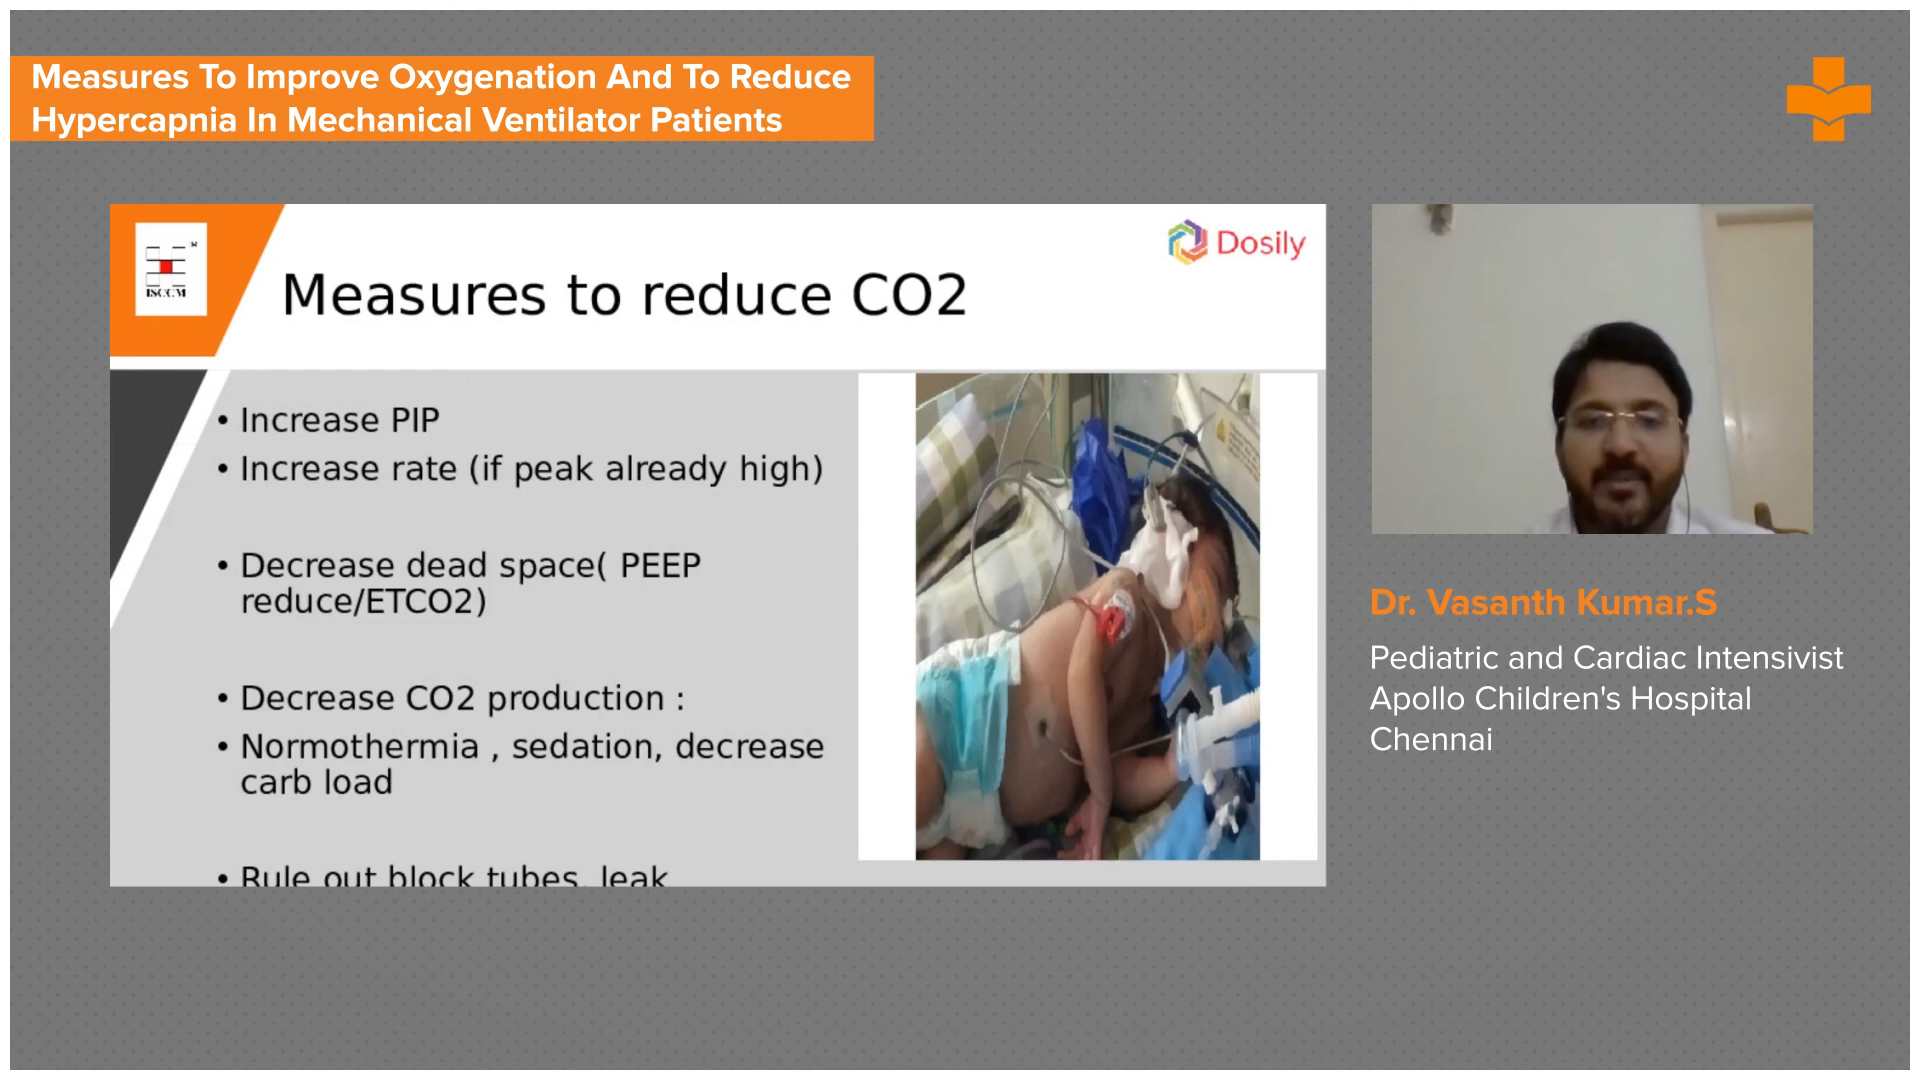 Measures To Improve Oxygenation And To Reduce
Hypercapnia In Mechanical Ventilator Patients
ISCCM
Dosily
Measures to reduce CO2
• Increase PIP
• Increase rate (if peak already high)
• Decrease dead space( PEEP
reduce/ETCO2)
• Decrease CO2 production :
• Normothermia , sedation, decrease
carb load
• Rule out block tubes, leak
Dr. Vasanth Kumar.S
Pediatric and Cardiac Intensivist
Apollo Children's Hospital
Chennai